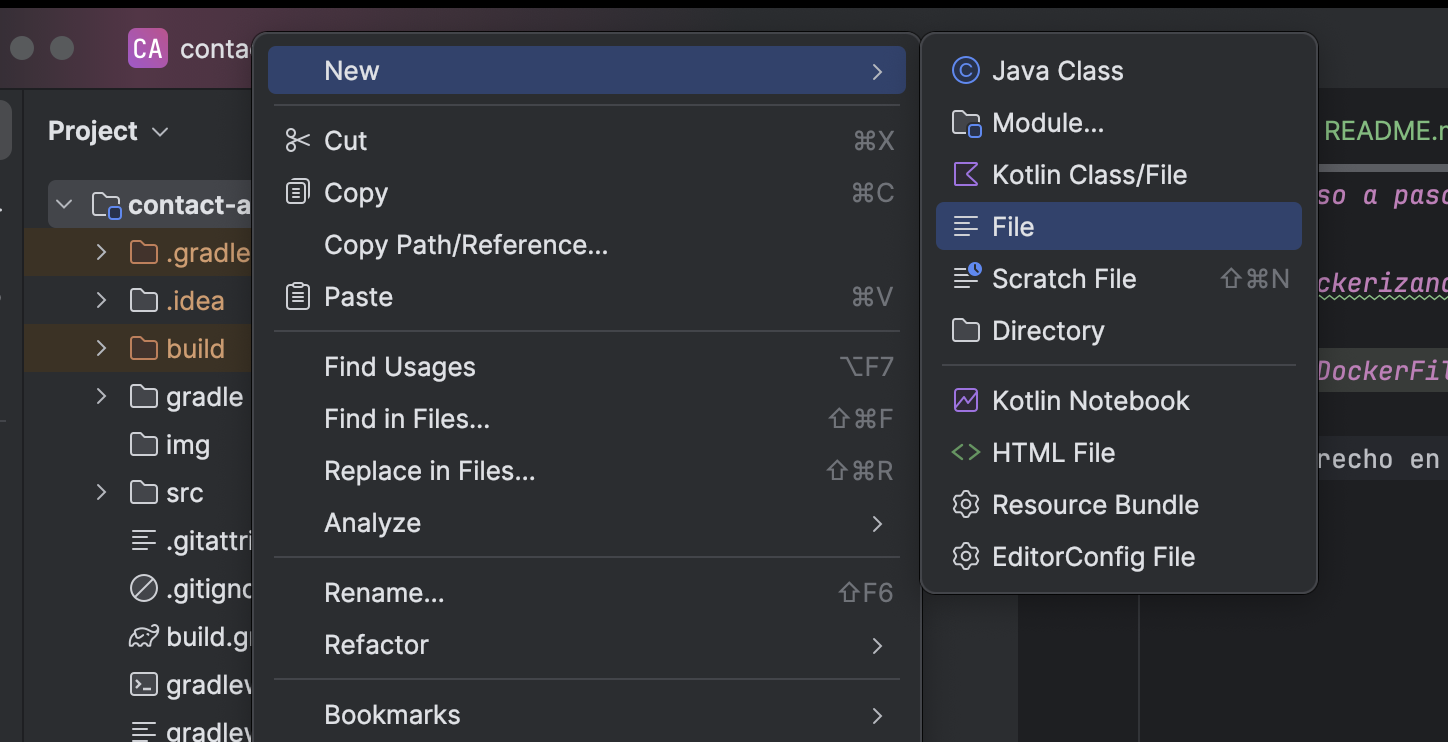 CA conta
Project
contact-a
.gradle
.idea
build
gradle
img
src
.gitattri
.gitigno
build.g
gradlew
gradlew
New
Cut ⌘X
Copy ⌘C
Copy Path/Reference...
Paste ⌘V
Find Usages ⌥F7
Find in Files... ⇧⌘F
Replace in Files... ⇧⌘R
Analyze
Rename... ⇧F6
Refactor
Bookmarks
Java Class
Module...
Kotlin Class/File
File
Scratch File ⇧⌘N
Directory
Kotlin Notebook
HTML File
Resource Bundle
EditorConfig File
README.m
so a paso
ckerizand
DockerFil
recho en